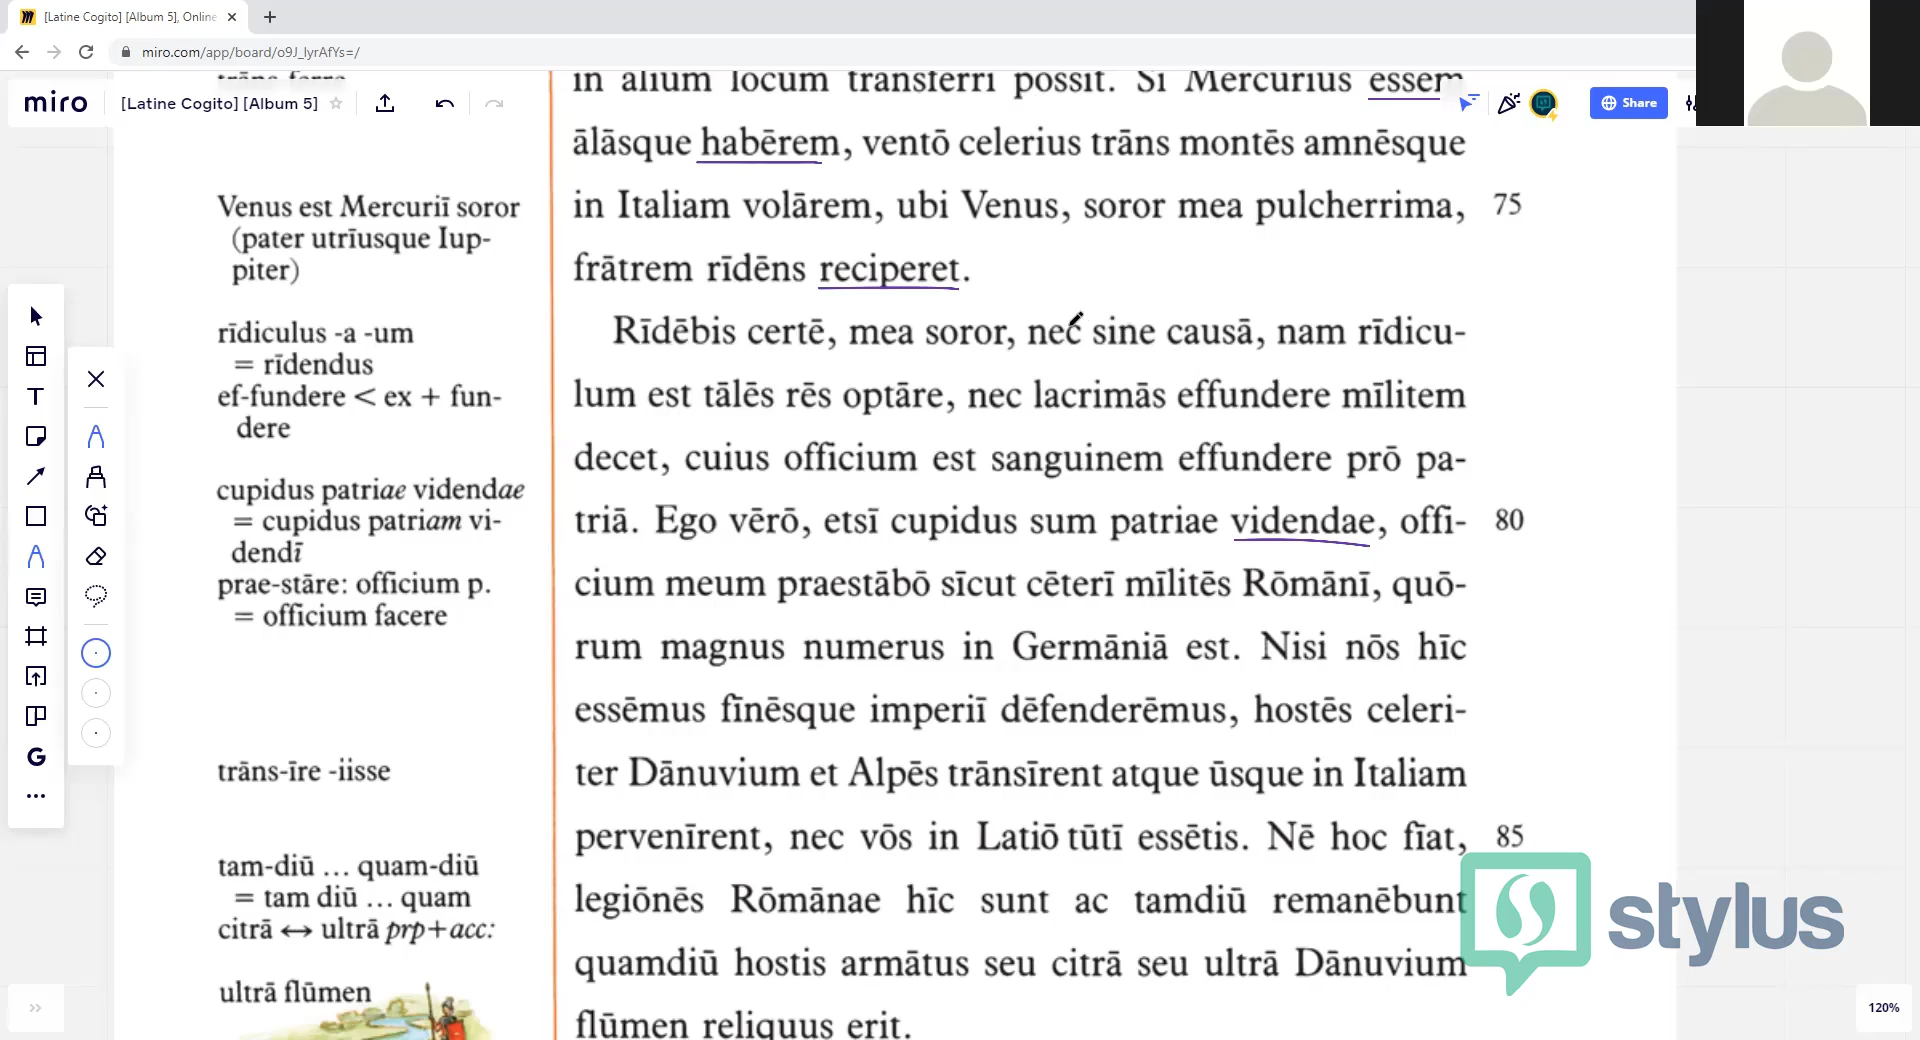 [Latine Cogito] [Album 5], Online
miro.com/app/board/o9J_lyrAfYs=/
miro
[Latine Cogito] [Album 5]
Share
trāns-ferre
Venus est Mercuriī soror
(pater utrīusque Iup-
piter)
rīdiculus -a -um
= rīdendus
ef-fundere < ex + fun-
dere
cupidus patriae videndae
= cupidus patriam vi-
dendī
prae-stāre: officium p.
= officium facere
trāns-īre -iisse
tam-diū ... quam-diū
= tam diū ... quam
citrā ↔ ultrā prp+acc:
ultrā flūmen
in alium locum transferri possit. Si Mercurius essem
ālāsque habērem, ventō celerius trāns montēs amnēsque
in Italiam volārem, ubi Venus, soror mea pulcherrima, 75
frātrem rīdēns reciperet.
Rīdēbis certē, mea soror, nec sine causā, nam rīdicu-
lum est tālēs rēs optāre, nec lacrimās effundere mīlitem
decet, cuius officium est sanguinem effundere prō pa-
triā. Ego vērō, etsī cupidus sum patriae videndae, offi- 80
cium meum praestābō sīcut cēterī mīlitēs Rōmānī, quō-
rum magnus numerus in Germāniā est. Nisi nōs hīc
essēmus fīnēsque imperiī dēfenderēmus, hostēs celeri-
ter Dānuvium et Alpēs trānsīrent atque ūsque in Italiam
pervenīrent, nec vōs in Latiō tūtī essētis. Nē hoc fīat, 85
legiōnēs Rōmānae hīc sunt ac tamdiū remanēbunt
quamdiū hostis armātus seu citrā seu ultrā Dānuvium
flūmen reliquus erit.
stylus
120%